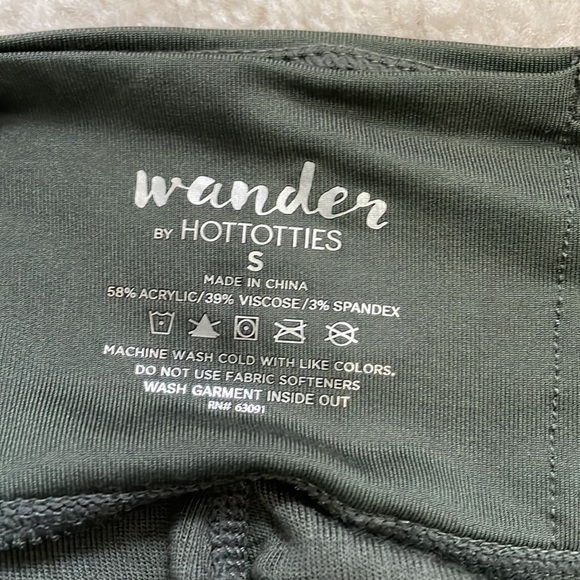 wander
BY HOTTOTTIES
S
MADE IN CHINA
58% ACRYLIC/39% VISCOSE/3% SPANDEX
MACHINE WASH COLD WITH LIKE COLORS.
DO NOT USE FABRIC SOFTENERS
WASH GARMENT INSIDE OUT
RN# 63091